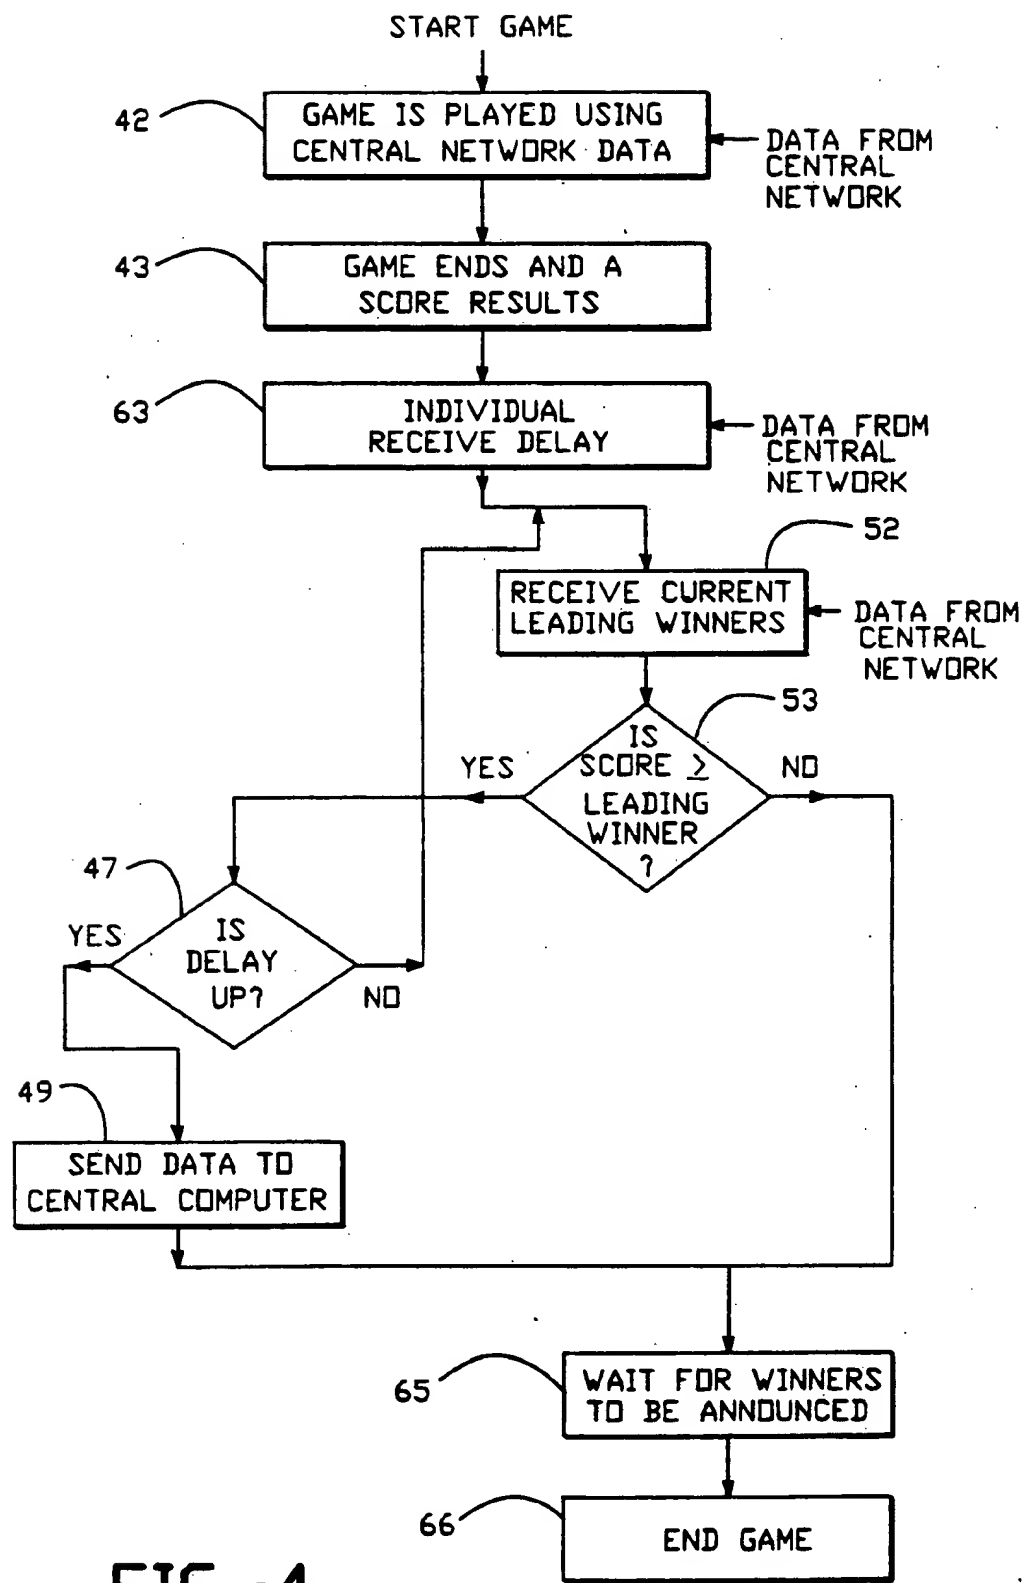 START GAME
42
GAME IS PLAYED USING
CENTRAL NETWORK DATA
DATA FROM
CENTRAL
NETWORK
43
GAME ENDS AND A
SCORE RESULTS
63
INDIVIDUAL
RECEIVE DELAY
DATA FROM
CENTRAL
NETWORK
52
RECEIVE CURRENT
LEADING WINNERS
DATA FROM
CENTRAL
NETWORK
53
IS
SCORE ≥
LEADING
WINNER
?
YES
NO
47
IS
DELAY
UP?
YES
NO
49
SEND DATA TO
CENTRAL COMPUTER
65
WAIT FOR WINNERS
TO BE ANNOUNCED
66
END GAME